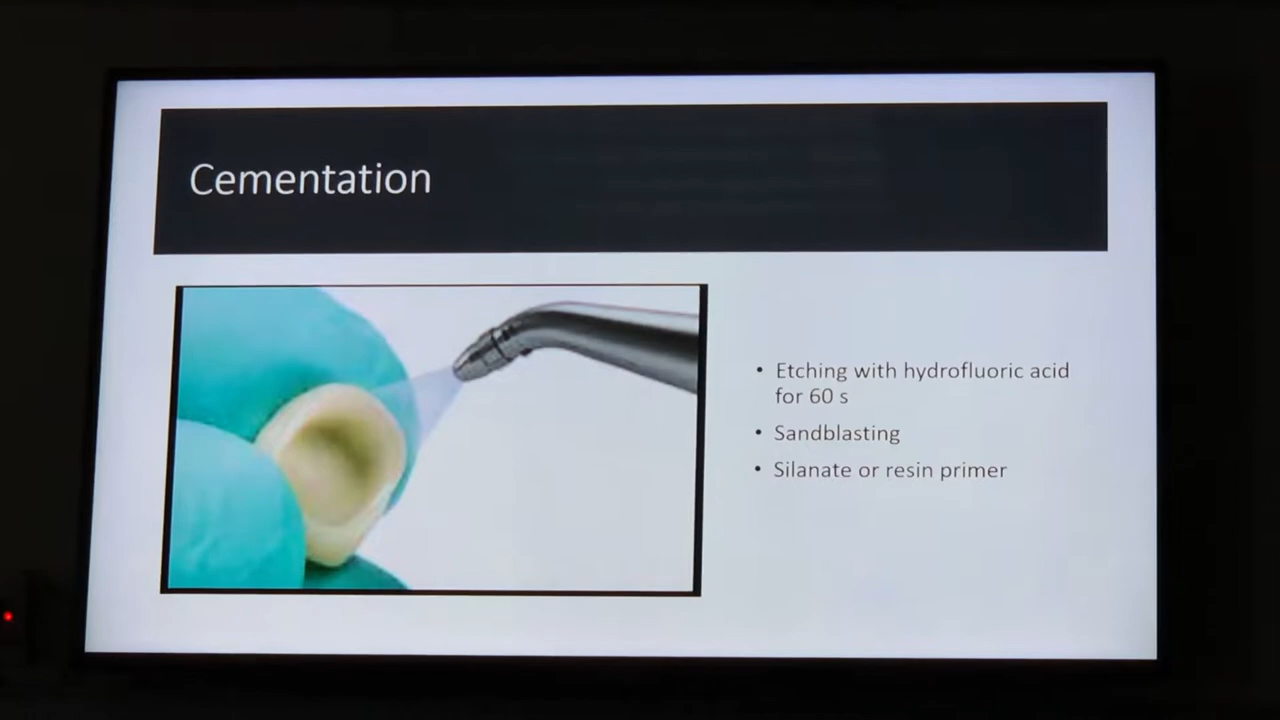 Cementation
• Etching with hydrofluoric acid
for 60 s
• Sandblasting
• Silanate or resin primer